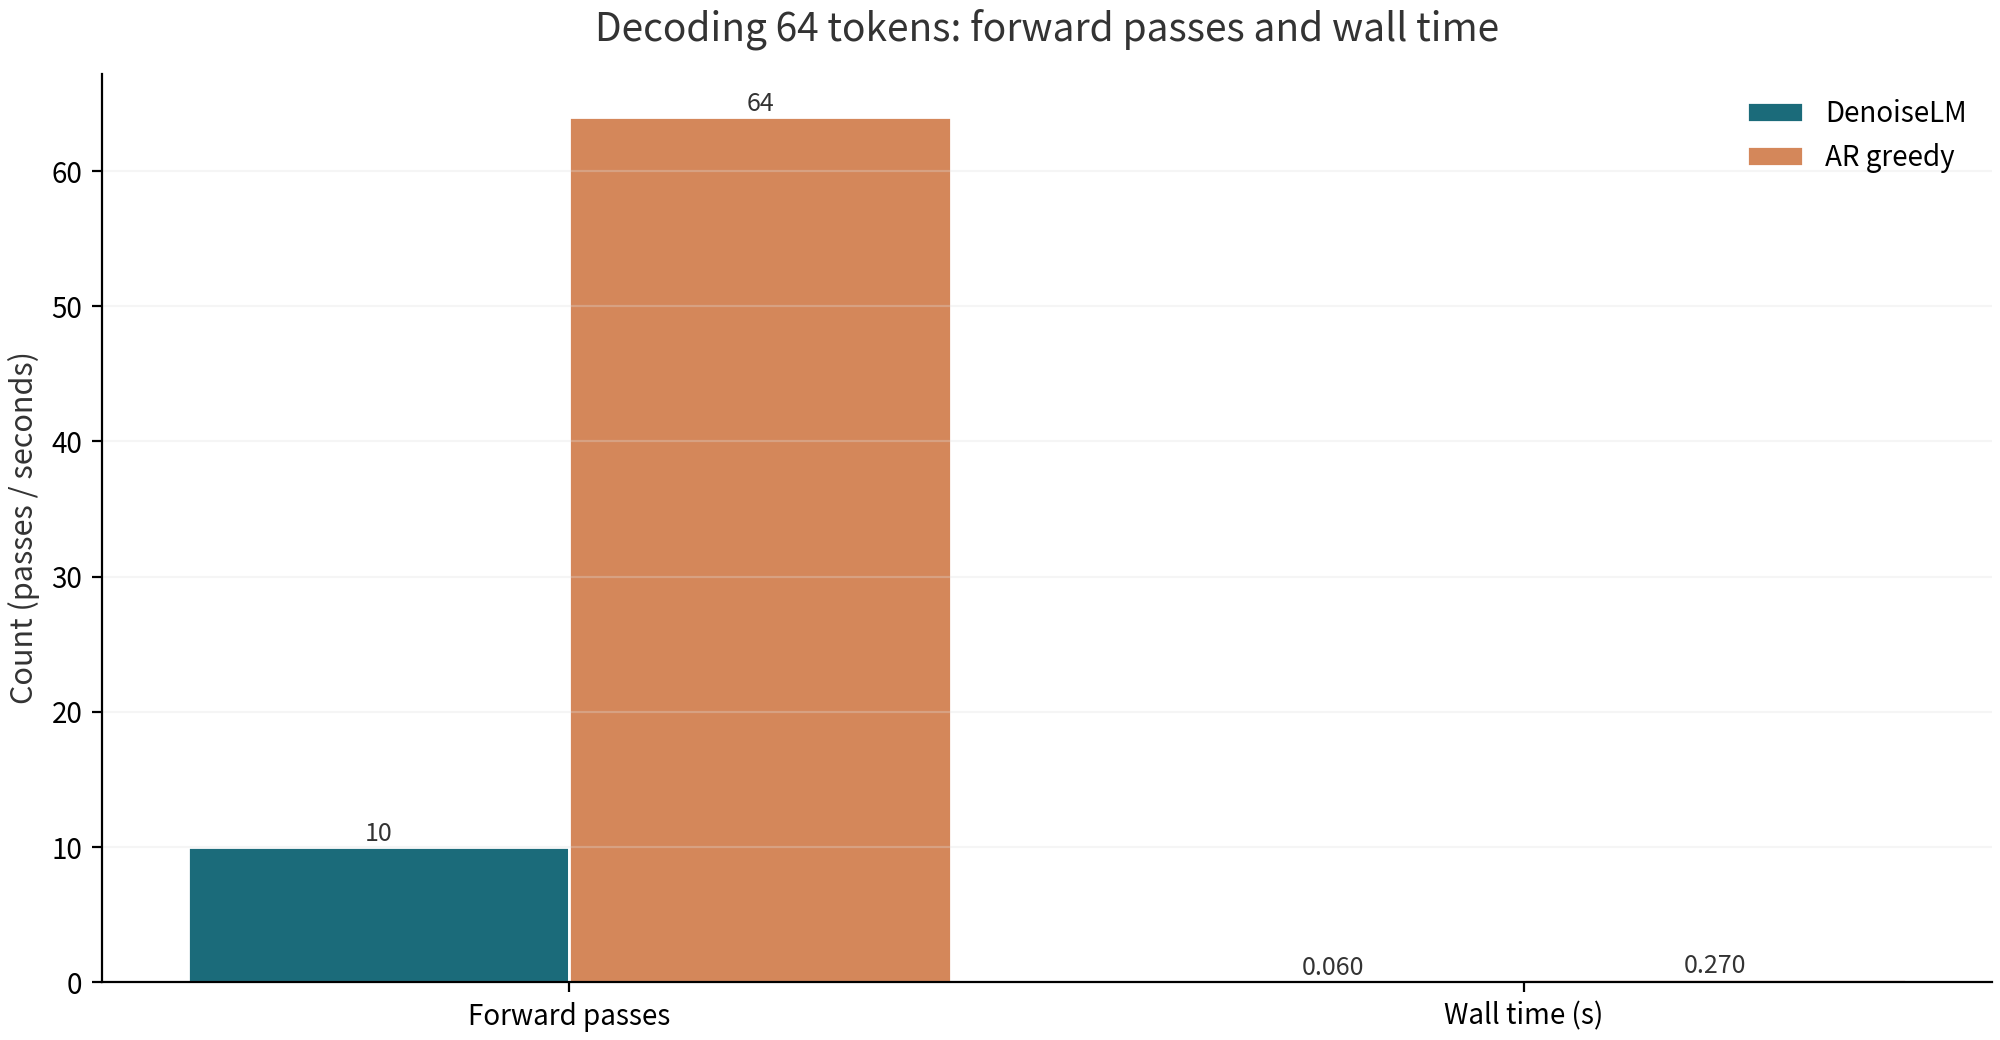 Decoding 64 tokens: forward passes and wall time
DenoiseLM
AR greedy
Count (passes / seconds)
60
50
40
30
20
10
0
64
10
0.060
0.270
Forward passes
Wall time (s)